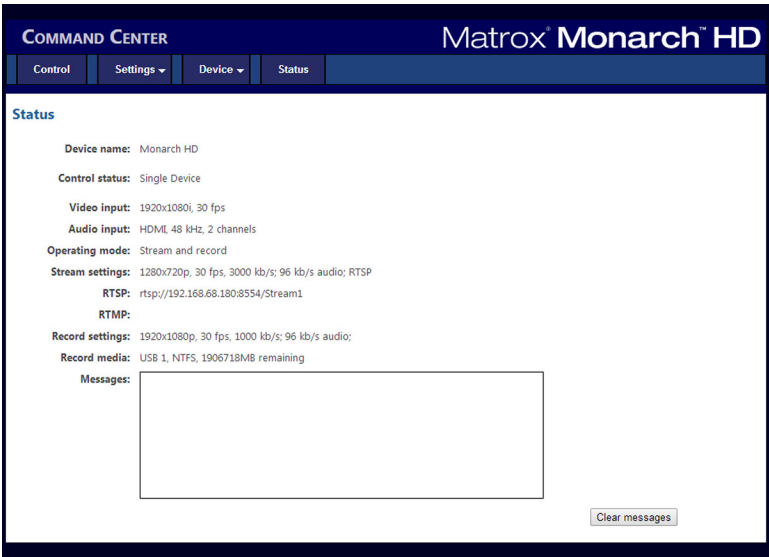 COMMAND CENTER
Matrox® Monarch™ HD
Control Settings Device Status
Status
Device name: Monarch HD
Control status: Single Device
Video input: 1920x1080i, 30 fps
Audio input: HDMI, 48 kHz, 2 channels
Operating mode: Stream and record
Stream settings: 1280x720p, 30 fps, 3000 kb/s; 96 kb/s audio; RTSP
RTSP: rtsp://192.168.68.180:8554/Stream1
RTMP:
Record settings: 1920x1080p, 30 fps, 1000 kb/s; 96 kb/s audio;
Record media: USB 1, NTFS, 1906718MB remaining
Messages:
Clear messages